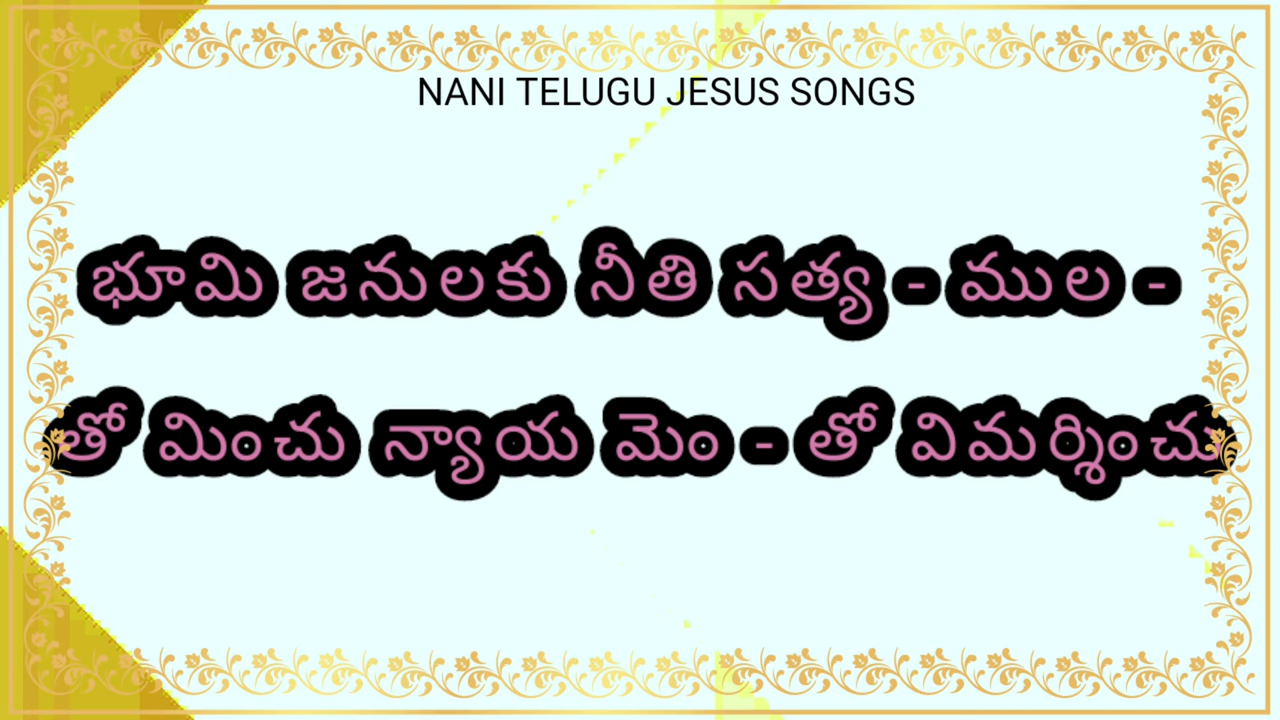 NANI TELUGU JESUS SONGS
భూమి జనులకు నీతి సత్య - ముల -
తో మించు న్యాయ మెం - తో విమర్శించు